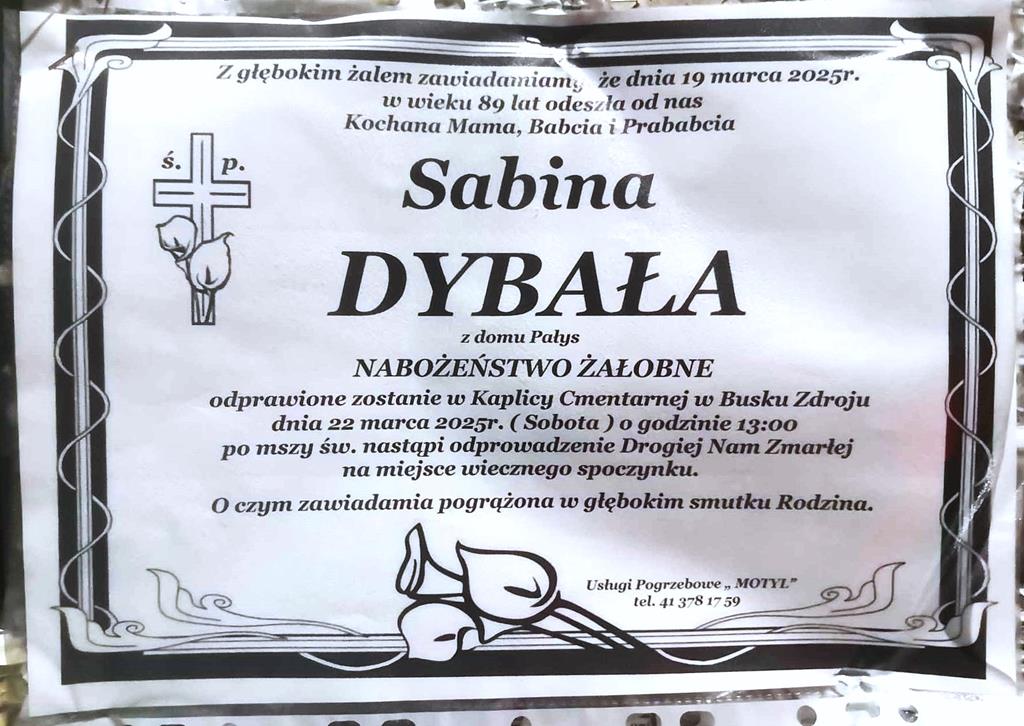 Z głębokim żalem zawiadamiamy że dnia 19 marca 2025r.
w wieku 89 lat odeszła od nas
Kochana Mama, Babcia i Prababcia
ś. p.
Sabina
DYBAŁA
z domu Pałys
NABOŻEŃSTWO ŻAŁOBNE
odprawione zostanie w Kaplicy Cmentarnej w Busku Zdroju
dnia 22 marca 2025r. ( Sobota ) o godzinie 13:00
po mszy św. nastąpi odprowadzenie Drogiej Nam Zmarłej
na miejsce wiecznego spoczynku.
O czym zawiadamia pogrążona w głębokim smutku Rodzina.
Usługi Pogrzebowe „ MOTYL”
tel. 41 378 17 59